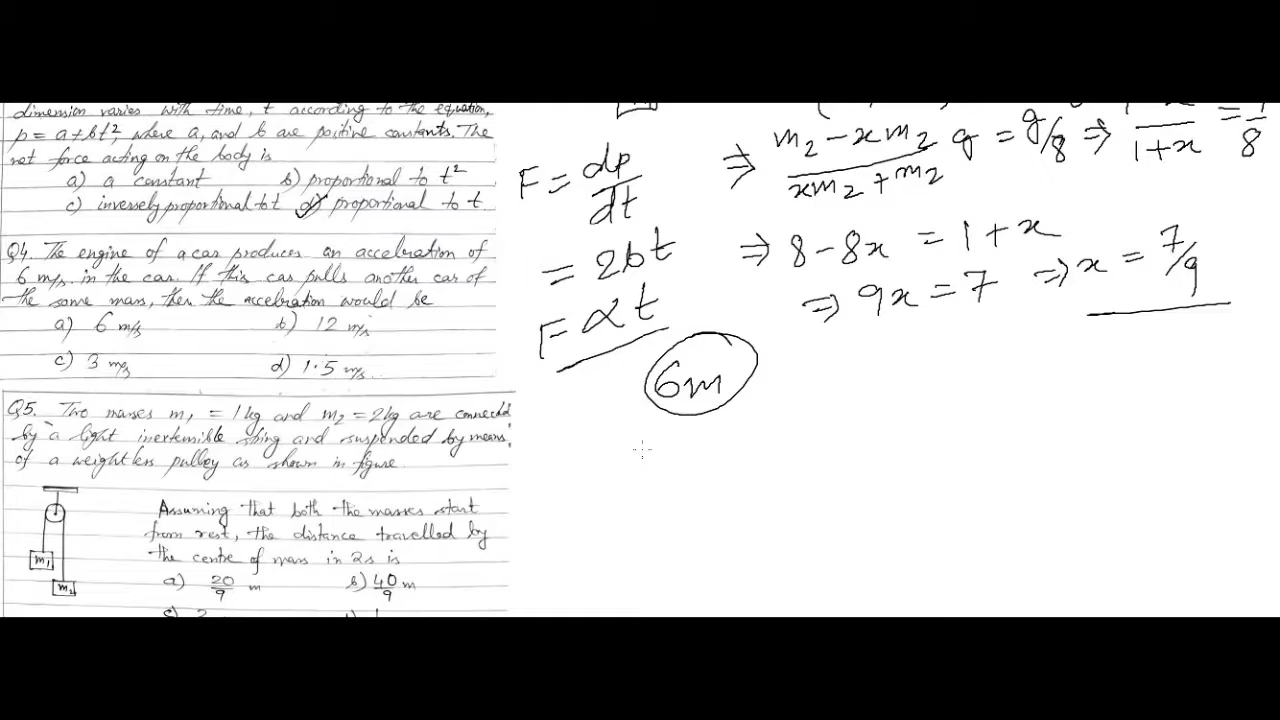 dimension varies with time, t according to the equation,
p = a + bt², where a, and b are positive constants. The
net force acting on the body is
a) a constant b) proportional to t²
c) inversely proportional to t d) proportional to t.
Q4. The engine of a car produces an acceleration of
6 m/s² in the car. If this car pulls another car of
the same mass, then the accelration would be
a) 6 m/s² b) 12 m/s²
c) 3 m/s² d) 1.5 m/s²
Q5. Two masses m₁ = 1kg and m₂ = 2kg are connected
by a light inextensible string and suspended by means
of a weightless pulley as shown in figure.
m₁
m₂
Assuming that both the masses start
from rest, the distance travelled by
the centre of mass in 2s is
a) 20/9 m b) 40/9 m
F = dp/dt
= 2bt
F ∝ t
6m
⇒ (m₂ - xm₂)/(xm₂ + m₂) g = g/8 ⇒ /(1+x) = 1/8
⇒ 8 - 8x = 1 + x
⇒ 9x = 7 ⇒ x = 7/9